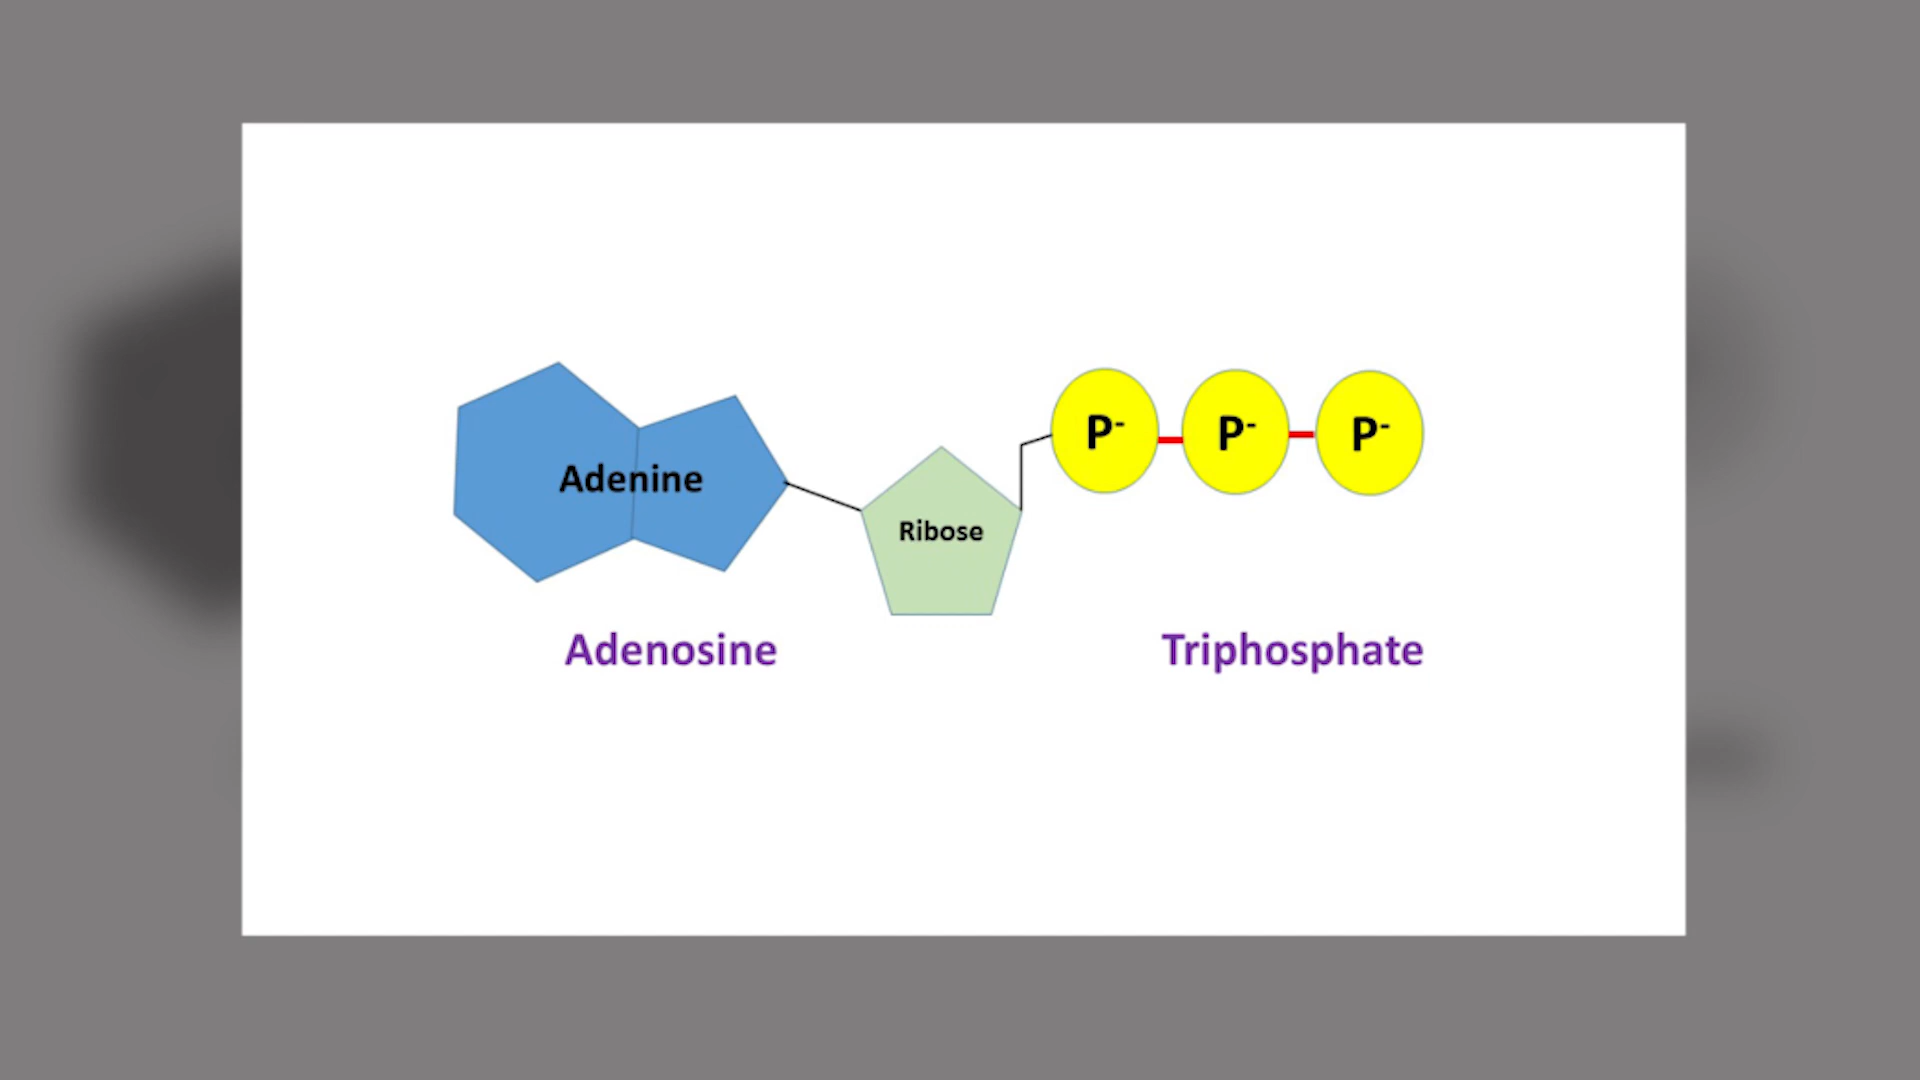 Adenine
Ribose
P- P- P-
Adenosine
Triphosphate